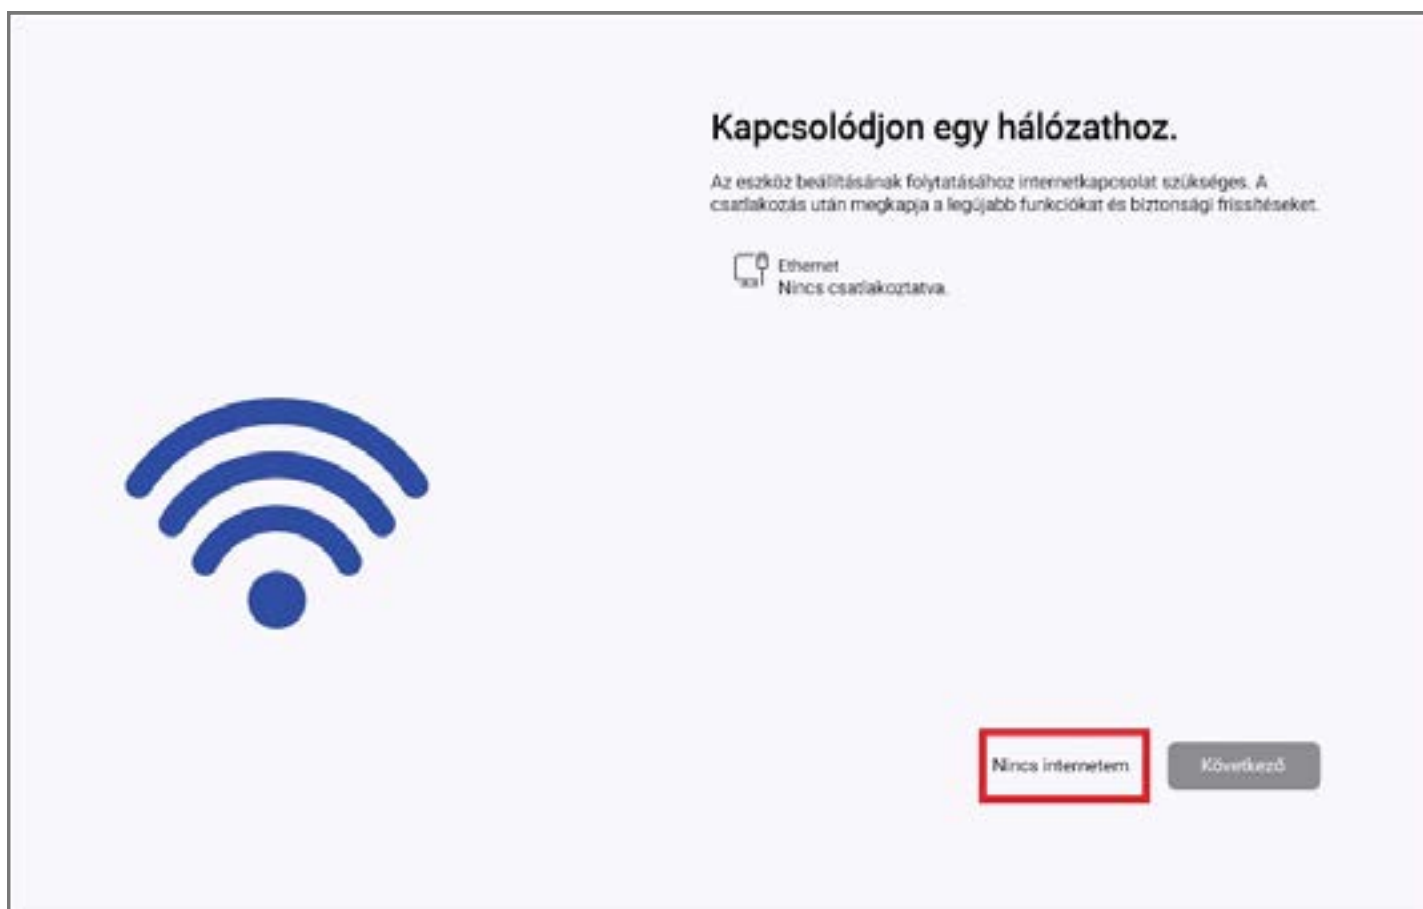 Kapcsolódjon egy hálózathoz.
Az eszköz beállításának folytatásához internetkapcsolat szükséges. A
csatlakozás után megkapja a legújabb funkciókat és biztonsági frissítéseket.
Ethernet
Nincs csatlakoztatva.
Nincs internetem
Következő